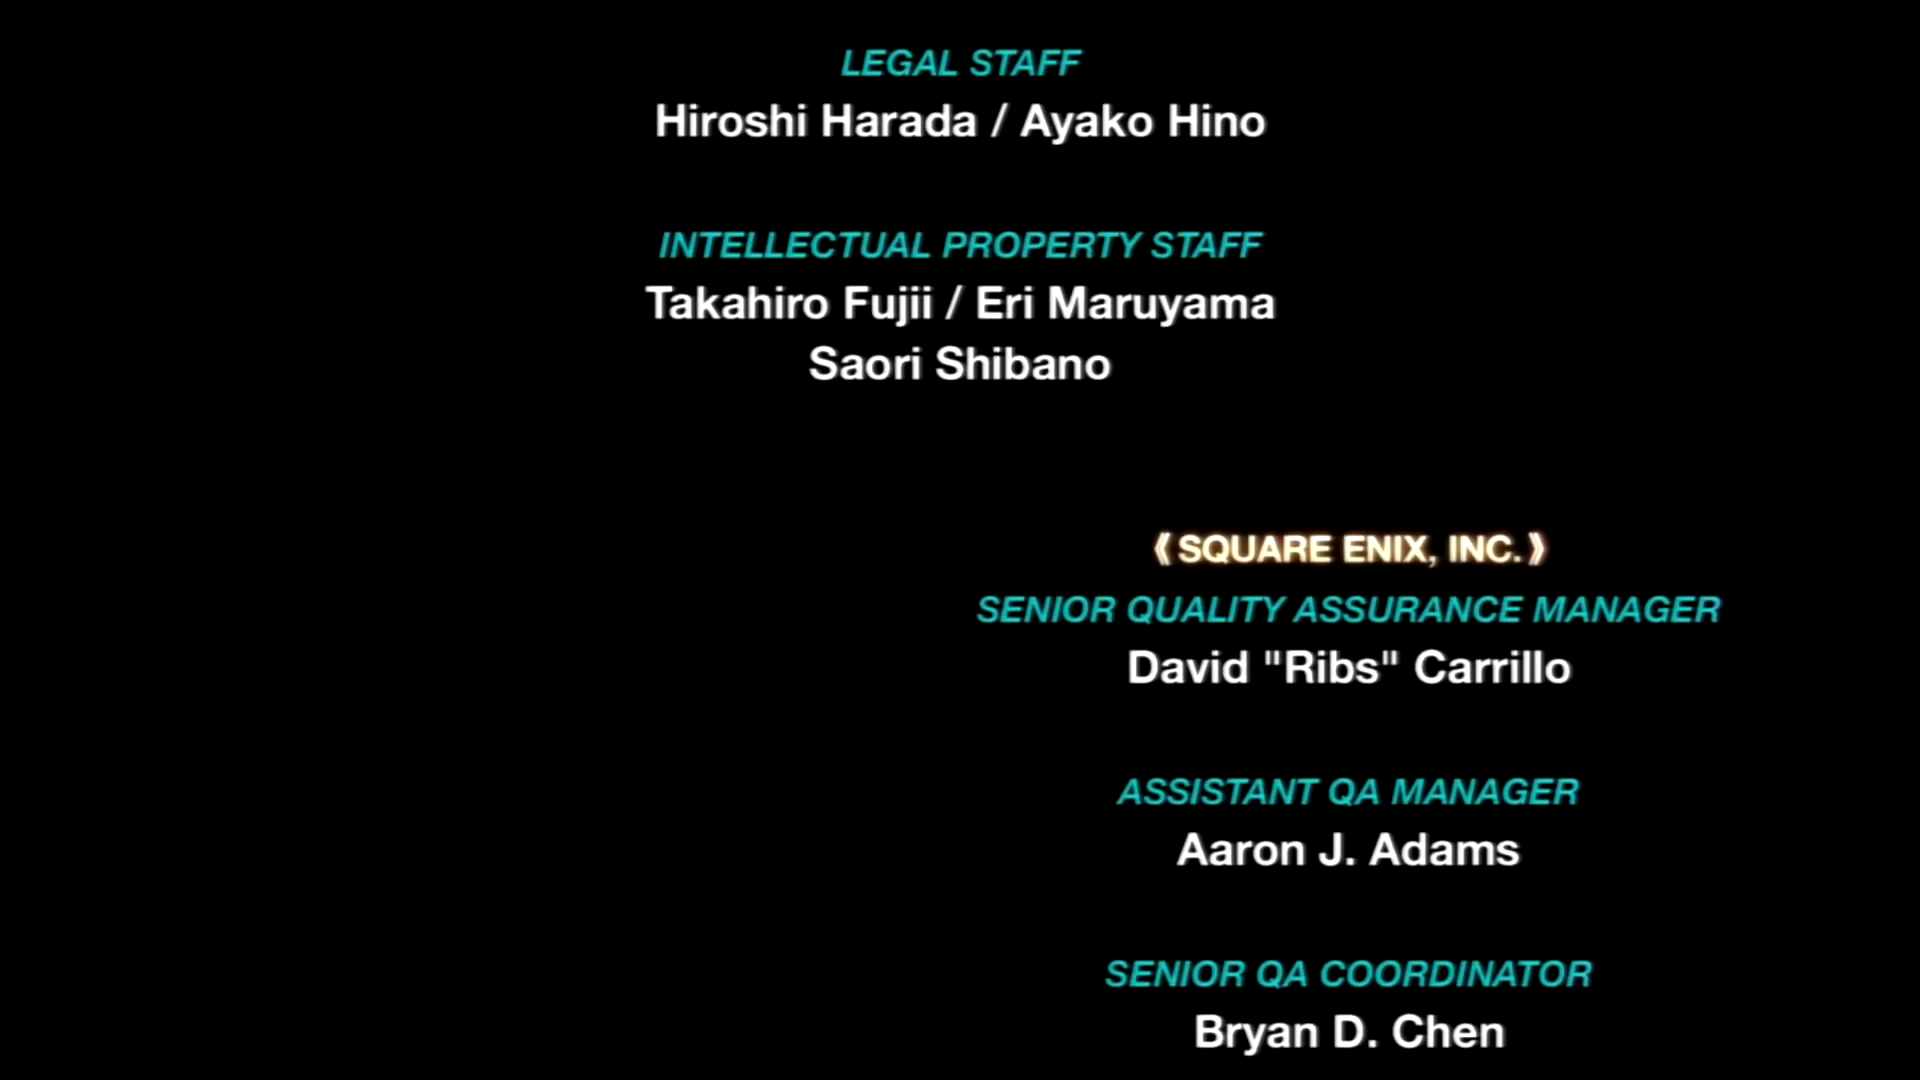 LEGAL STAFF
Hiroshi Harada / Ayako Hino
INTELLECTUAL PROPERTY STAFF
Takahiro Fujii / Eri Maruyama
Saori Shibano
《SQUARE ENIX, INC.》
SENIOR QUALITY ASSURANCE MANAGER
David "Ribs" Carrillo
ASSISTANT QA MANAGER
Aaron J. Adams
SENIOR QA COORDINATOR
Bryan D. Chen